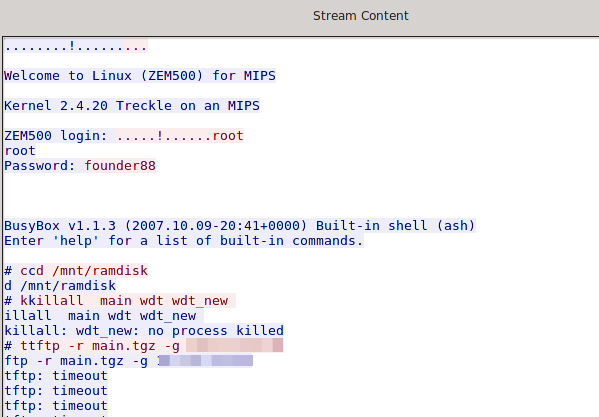 Stream Content
........!.........
Welcome to Linux (ZEM500) for MIPS
Kernel 2.4.20 Treckle on an MIPS
ZEM500 login: .....!......root
root
Password: founder88
BusyBox v1.1.3 (2007.10.09-20:41+0000) Built-in shell (ash)
Enter 'help' for a list of built-in commands.
# ccd /mnt/ramdisk
d /mnt/ramdisk
# kkillall  main wdt wdt_new
illall  main wdt wdt_new
killall: wdt_new: no process killed
# ttftp -r main.tgz -g
ftp -r main.tgz -g
tftp: timeout
tftp: timeout
tftp: timeout